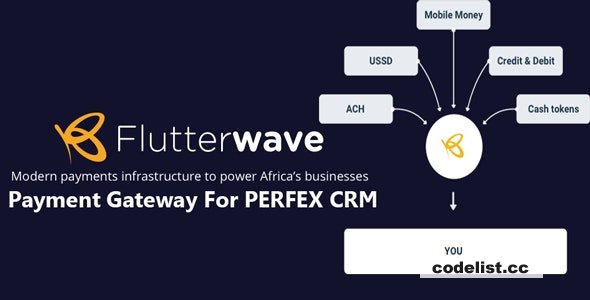 Flutterwave
Modern payments infrastructure to power Africa's businesses
Payment Gateway For PERFEX CRM
Mobile Money
USSD
Credit & Debit
ACH
Cash tokens
YOU
codelist.cc